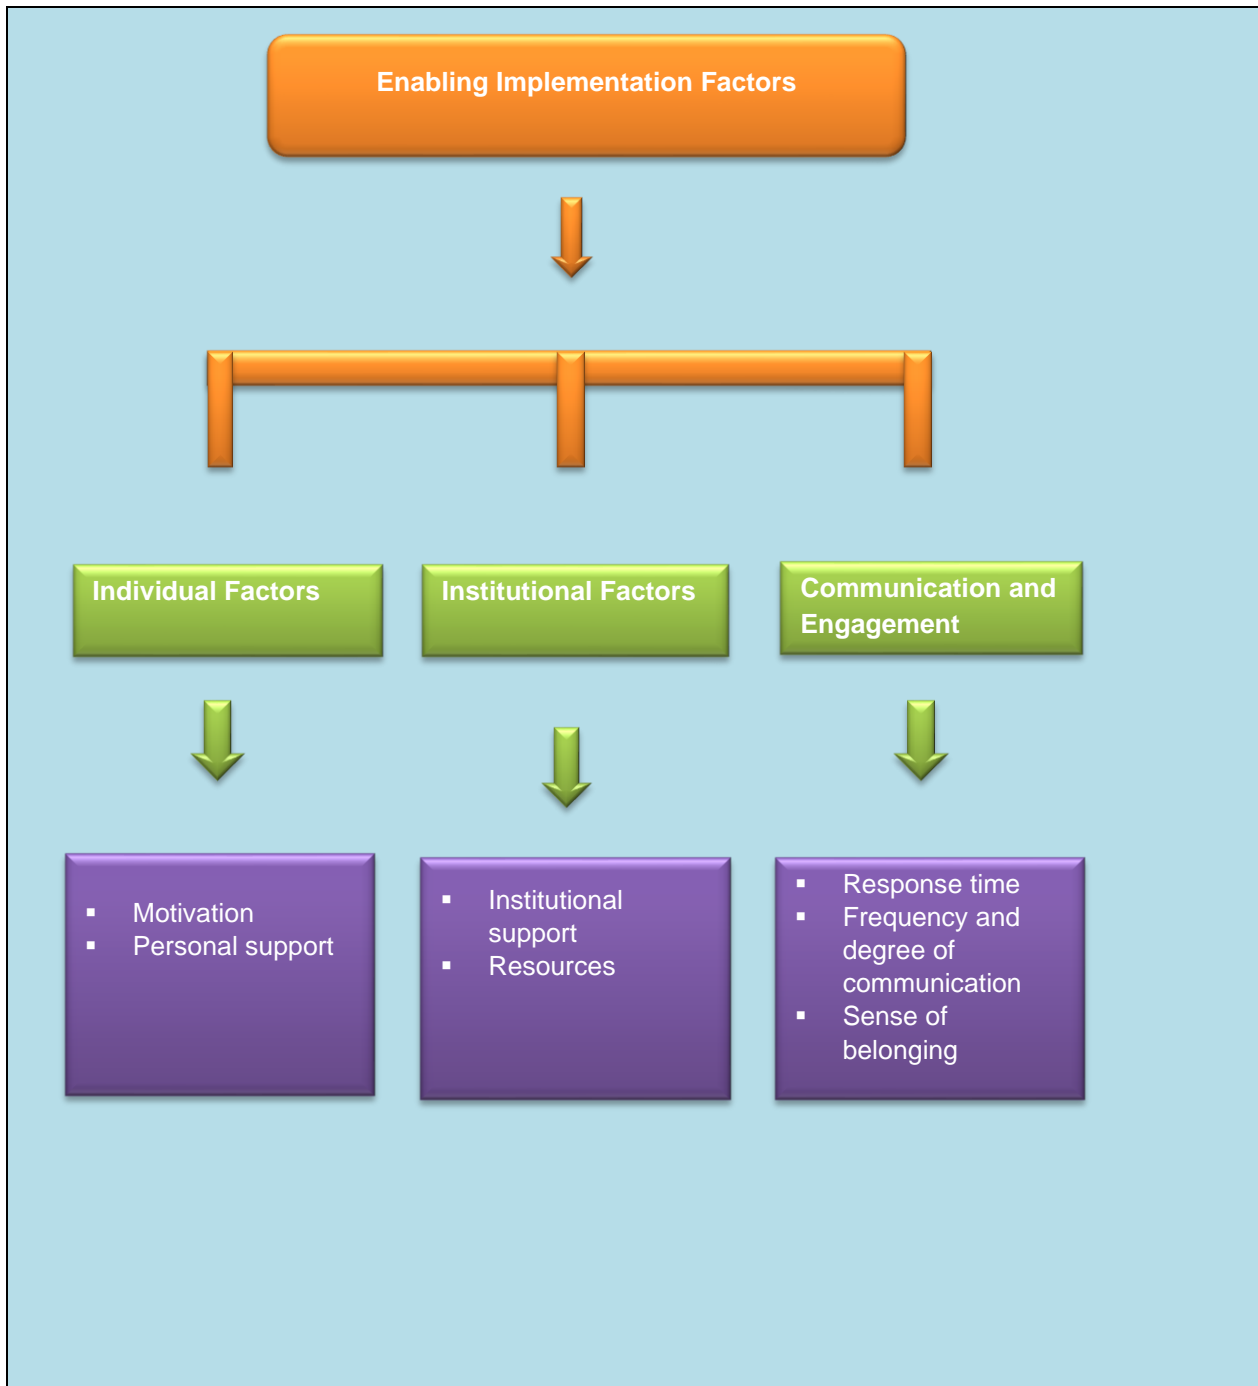 Enabling Implementation Factors
Individual Factors
Institutional Factors
Communication and
Engagement
▪ Motivation
▪ Personal support
▪ Institutional
support
▪ Resources
▪ Response time
▪ Frequency and
degree of
communication
▪ Sense of
belonging